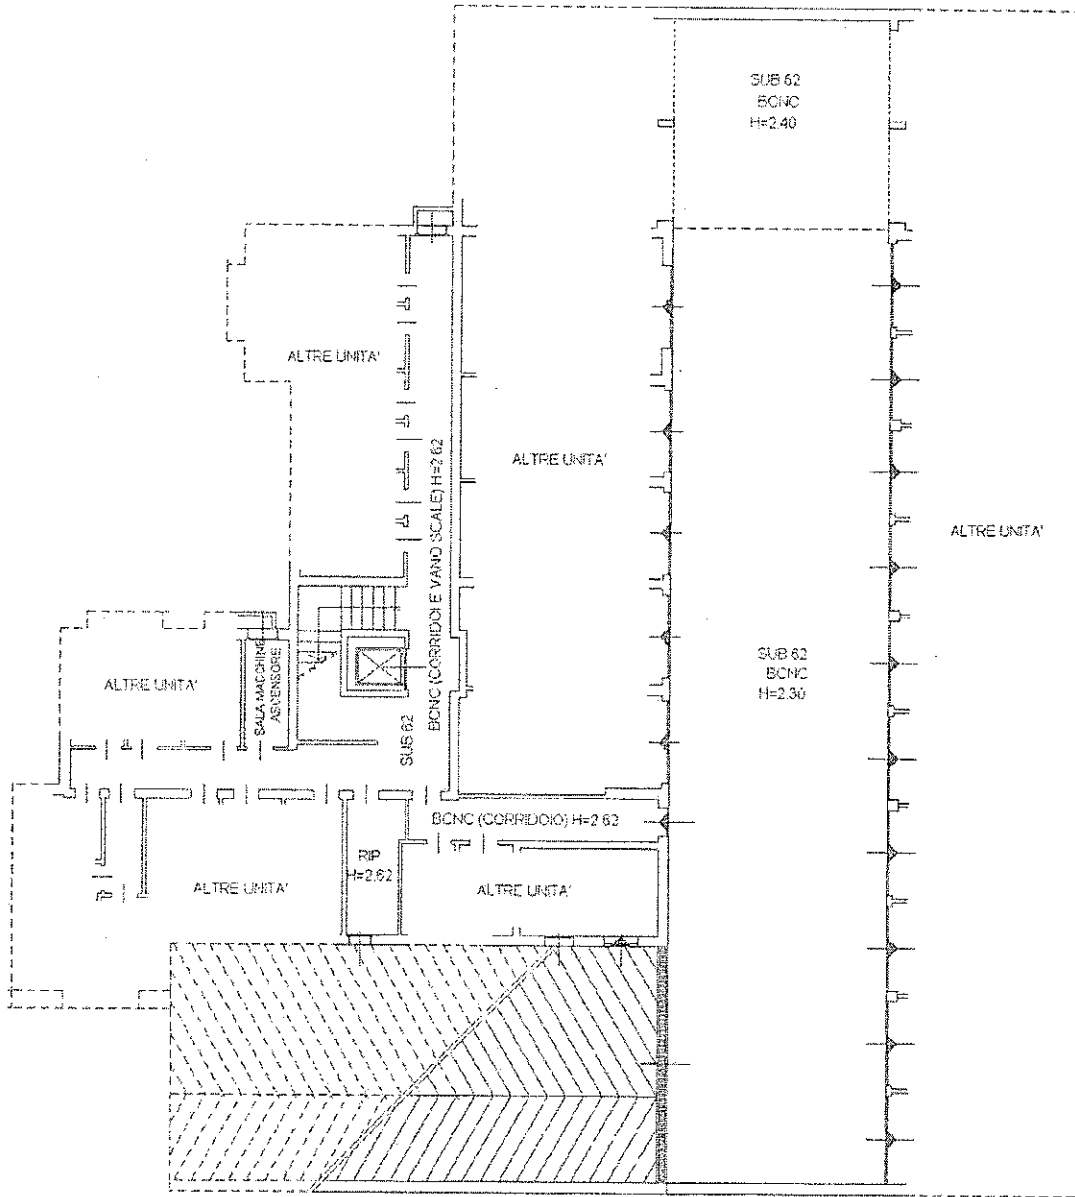 SUB 62
BCNC
H=2.40
ALTRE UNITA'
BCNC (CORRIDOI E VANO SCALE) H=2.62
SUB 62
ALTRE UNITA'
ALTRE UNITA'
SUB 62
BCNC
H=2.30
ALTRE UNITA'
SALA MACCHINE
ASCENSORE
BCNC (CORRIDOIO) H=2.62
RIP
H=2.62
ALTRE UNITA'
ALTRE UNITA'